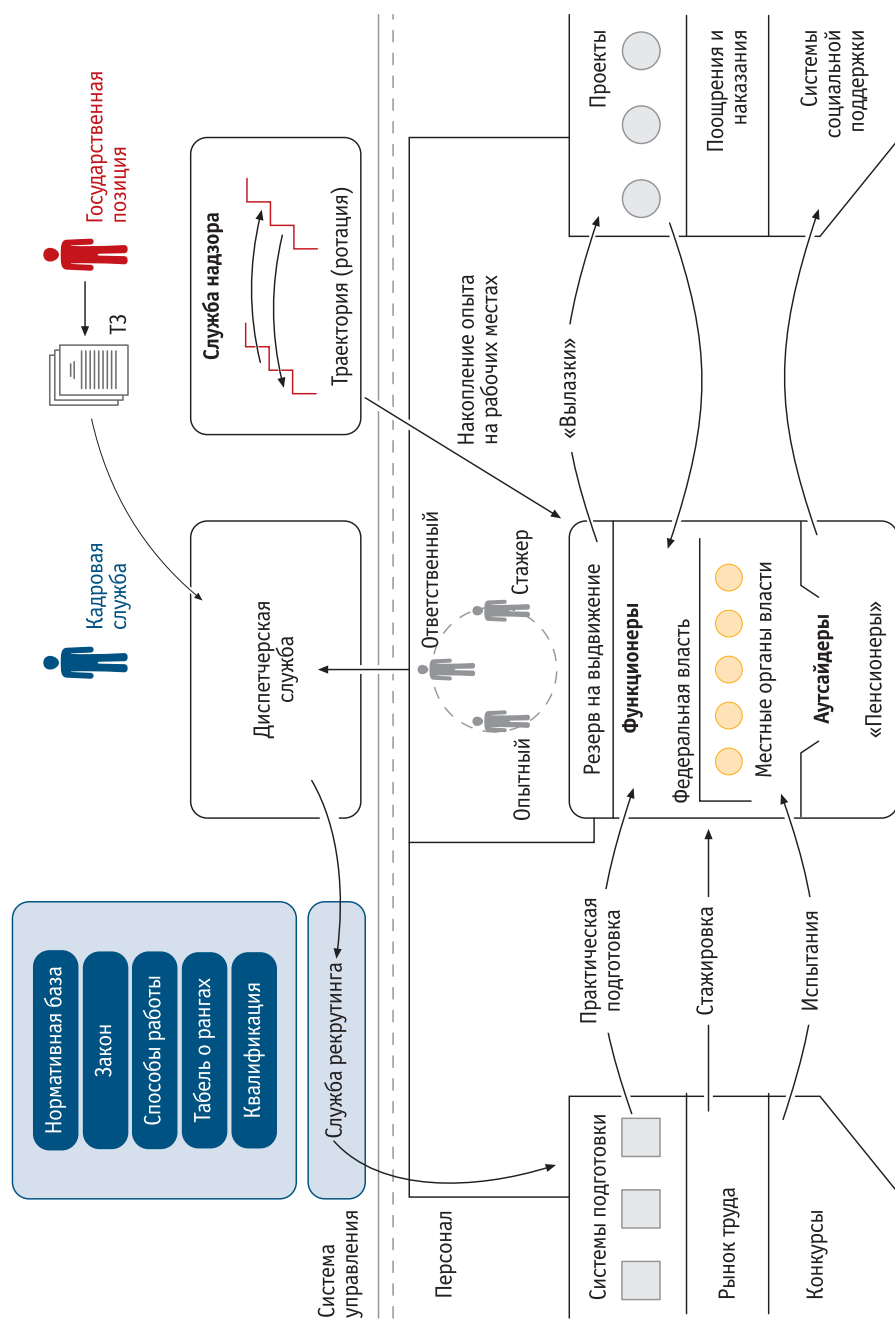 Нормативная база
Закон
Способы работы
Табель о рангах
Квалификация
Служба рекрутинга
Система
управления
Кадровая
служба
Диспетчерская
служба
Государственная
позиция
ТЗ
Служба надзора
Траектория (ротация)
Персонал
Опытный
Ответственный
Стажер
Накопление опыта
на рабочих местах
Системы подготовки
Рынок труда
Конкурсы
Практическая
подготовка
Стажировка
Испытания
Резерв на выдвижение
Функционеры
Федеральная власть
Местные органы власти
Аутсайдеры
«Пенсионеры»
«Вылазки»
Проекты
Поощрения и
наказания
Системы
социальной
поддержки